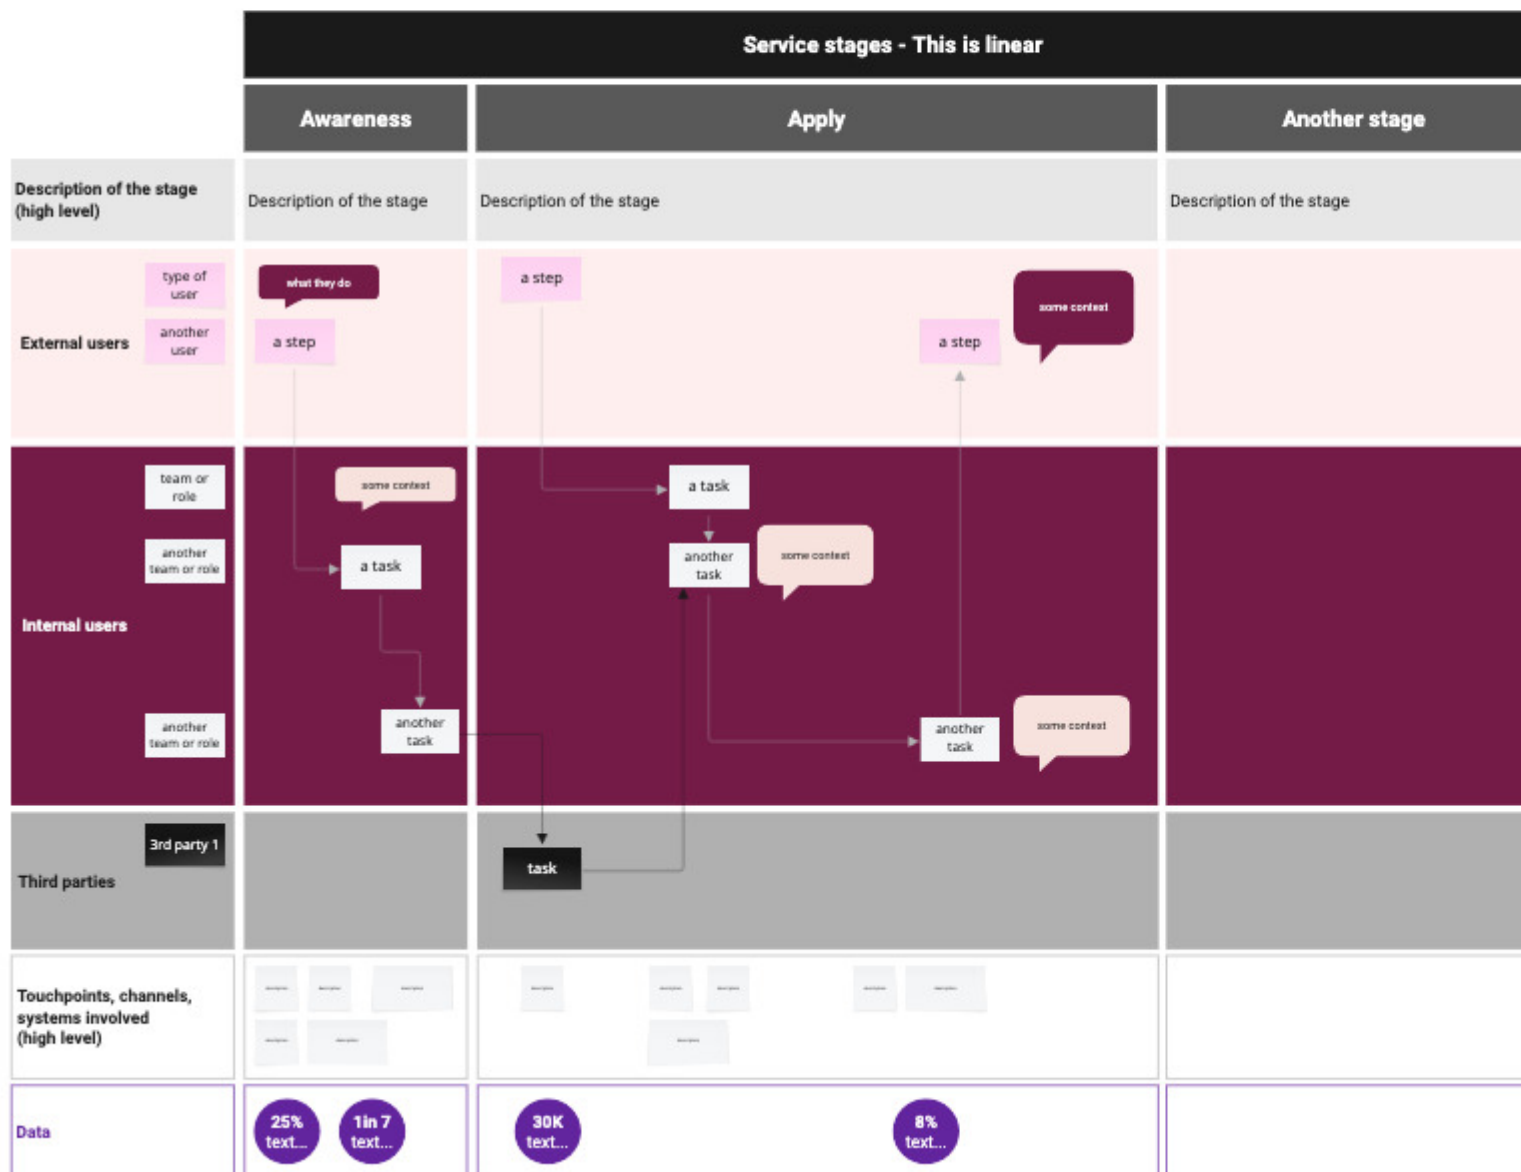 Service stages - This is linear
Awareness
Apply
Another stage
Description of the stage
(high level)
Description of the stage
Description of the stage
Description of the stage
External users
type of
user
another
user
what they do
a step
a step
a step
some context
Internal users
team or
role
another
team or role
another
team or role
some context
a task
another
task
a task
another
task
some context
another
task
some context
Third parties
3rd party 1
task
Touchpoints, channels,
systems involved
(high level)
Data
25%
text...
1in 7
text...
30K
text...
8%
text...